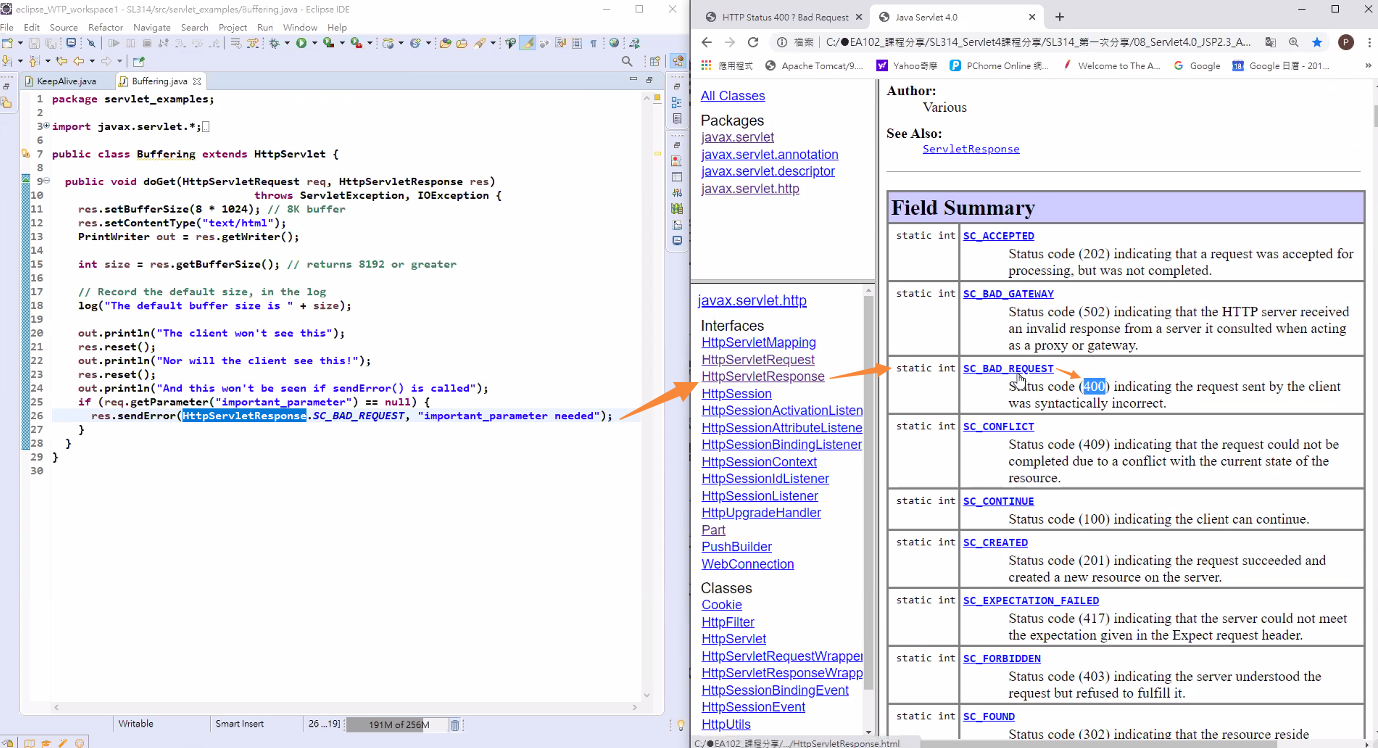 eclipse_WTP_workspace1 - SL314/src/servlet_examples/Buffering.java - Eclipse IDE
File Edit Source Refactor Navigate Search Project Run Window Help
KeepAlive.java Buffering.java
1 package servlet_examples;
2
3 import javax.servlet.*;
7 public class Buffering extends HttpServlet {
8
9 public void doGet(HttpServletRequest req, HttpServletResponse res)
10 throws ServletException, IOException {
11 res.setBufferSize(8 * 1024); // 8K buffer
12 res.setContentType("text/html");
13 PrintWriter out = res.getWriter();
14
15 int size = res.getBufferSize(); // returns 8192 or greater
16
17 // Record the default size, in the log
18 log("The default buffer size is " + size);
19
20 out.println("The client won't see this");
21 res.reset();
22 out.println("Nor will the client see this!");
23 res.reset();
24 out.println("And this won't be seen if sendError() is called");
25 if (req.getParameter("important_parameter") == null) {
26 res.sendError(HttpServletResponse.SC_BAD_REQUEST, "important_parameter needed");
27 }
28 }
29 }
30
Writable Smart Insert 26 ...19] 191M of 256M
HTTP Status 400 ? Bad Request Java Servlet 4.0
檔案 C:/●EA102_課程分享/SL314_Servlet4課程分享/SL314_第一次分享/08_Servlet4.0_JSP2.3_A...
P
應用程式 Apache Tomcat/9.... Yahoo奇摩 PChome Online 網... Welcome to The A... Google Google 日曆 - 201... »
All Classes
Packages
javax.servlet
javax.servlet.annotation
javax.servlet.descriptor
javax.servlet.http
javax.servlet.http
Interfaces
HttpServletMapping
HttpServletRequest
HttpServletResponse
HttpSession
HttpSessionActivationListen
HttpSessionAttributeListene
HttpSessionBindingListener
HttpSessionContext
HttpSessionIdListener
HttpSessionListener
HttpUpgradeHandler
Part
PushBuilder
WebConnection
Classes
Cookie
HttpFilter
HttpServlet
HttpServletRequestWrapper
HttpServletResponseWrapp
HttpSessionBindingEvent
HttpSessionEvent
HttpUtils
Author:
Various
See Also:
ServletResponse
Field Summary
static int SC_ACCEPTED
Status code (202) indicating that a request was accepted for
processing, but was not completed.
static int SC_BAD_GATEWAY
Status code (502) indicating that the HTTP server received
an invalid response from a server it consulted when acting
as a proxy or gateway.
static int SC_BAD_REQUEST
Status code (400) indicating the request sent by the client
was syntactically incorrect.
static int SC_CONFLICT
Status code (409) indicating that the request could not be
completed due to a conflict with the current state of the
resource.
static int SC_CONTINUE
Status code (100) indicating the client can continue.
static int SC_CREATED
Status code (201) indicating the request succeeded and
created a new resource on the server.
static int SC_EXPECTATION_FAILED
Status code (417) indicating that the server could not meet
the expectation given in the Expect request header.
static int SC_FORBIDDEN
Status code (403) indicating the server understood the
request but refused to fulfill it.
static int SC_FOUND
Status code (302) indicating that the resource reside
C:/●EA102_課程分享/.../HttpServletResponse.html